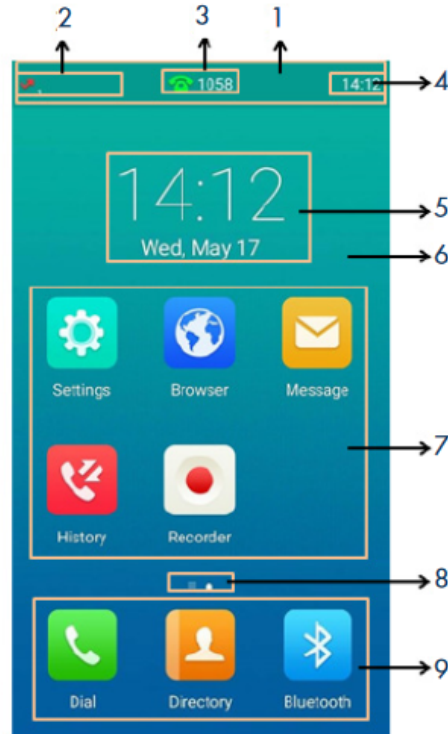 2 3 1
1058 14:12 4
14:12 5
Wed, May 17 6
Settings Browser Message
7
History Recorder
8
9
Dial Directory Bluetooth